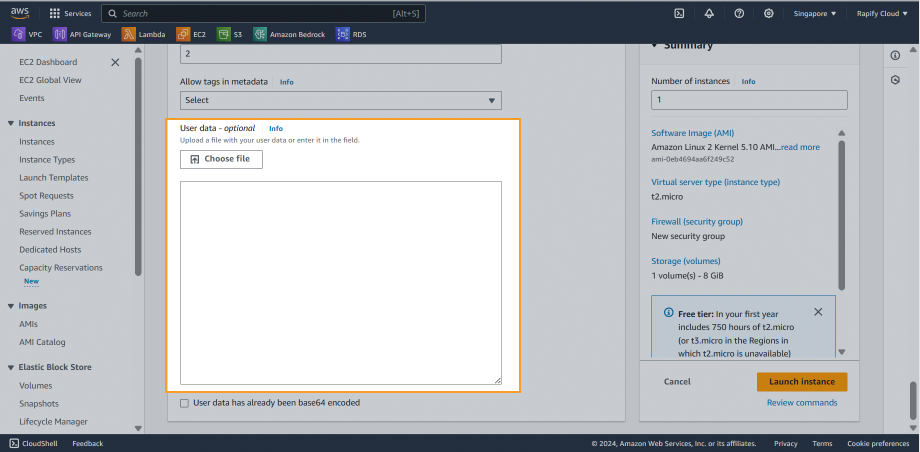 aws
Services
Search
[Alt+S]
Singapore
Rapify Cloud
VPC
API Gateway
Lambda
EC2
S3
Amazon Bedrock
RDS
EC2 Dashboard
EC2 Global View
Events
Instances
Instances
Instance Types
Launch Templates
Spot Requests
Savings Plans
Reserved Instances
Dedicated Hosts
Capacity Reservations
New
Images
AMIs
AMI Catalog
Elastic Block Store
Volumes
Snapshots
Lifecycle Manager
2
Allow tags in metadata Info
Select
User data - optional Info
Upload a file with your user data or enter it in the field.
Choose file
User data has already been base64 encoded
Summary
Number of instances Info
1
Software Image (AMI)
Amazon Linux 2 Kernel 5.10 AMI...read more
ami-0eb4694aa6f249c52
Virtual server type (instance type)
t2.micro
Firewall (security group)
New security group
Storage (volumes)
1 volume(s) - 8 GiB
Free tier: In your first year
includes 750 hours of t2.micro
(or t3.micro in the Regions in
which t2.micro is unavailable)
Cancel
Launch instance
Review commands
CloudShell
Feedback
© 2024, Amazon Web Services, Inc. or its affiliates.
Privacy
Terms
Cookie preferences